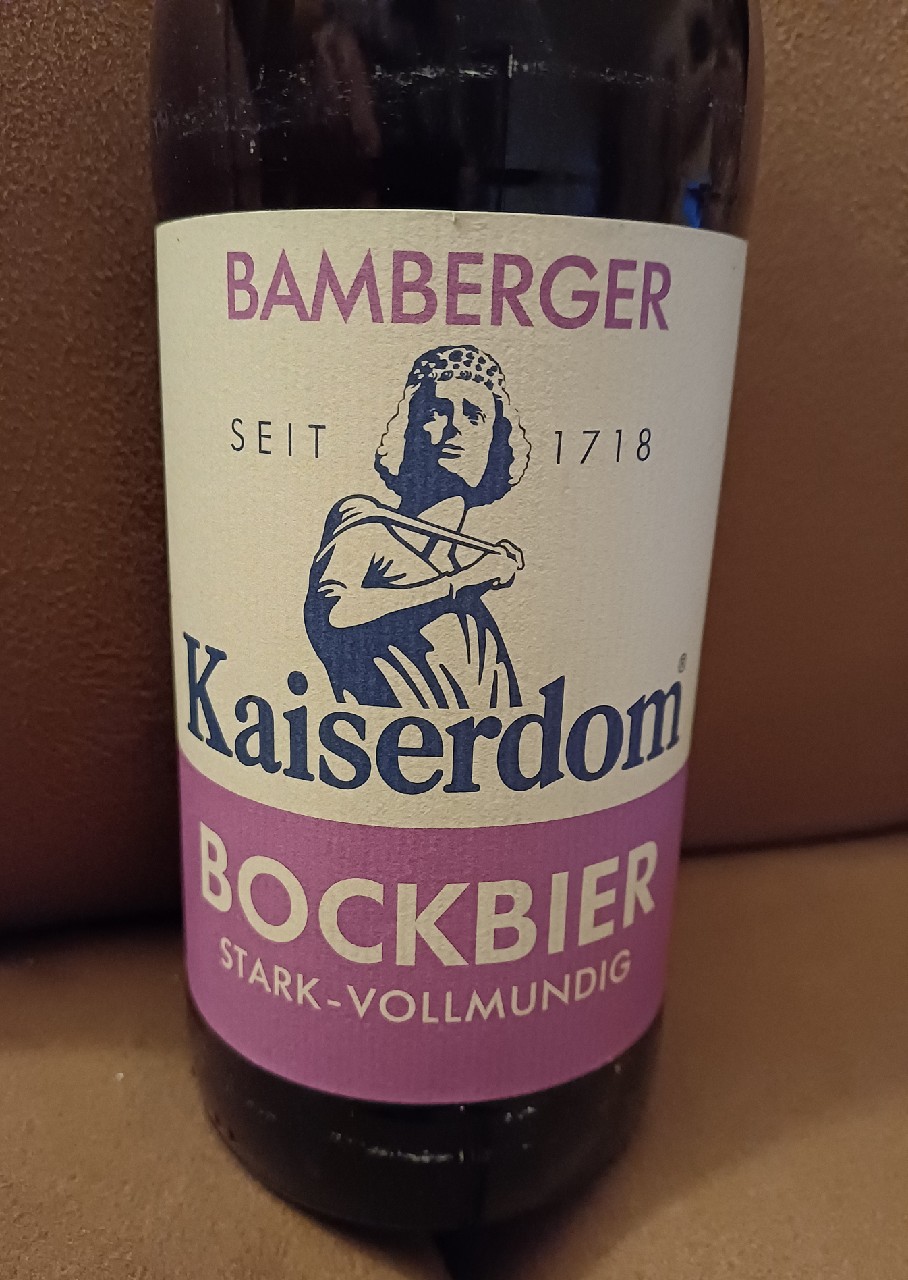 BAMBERGER
SEIT 1718
Kaiserdom®
BOCKBIER
STARK-VOLLMUNDIG